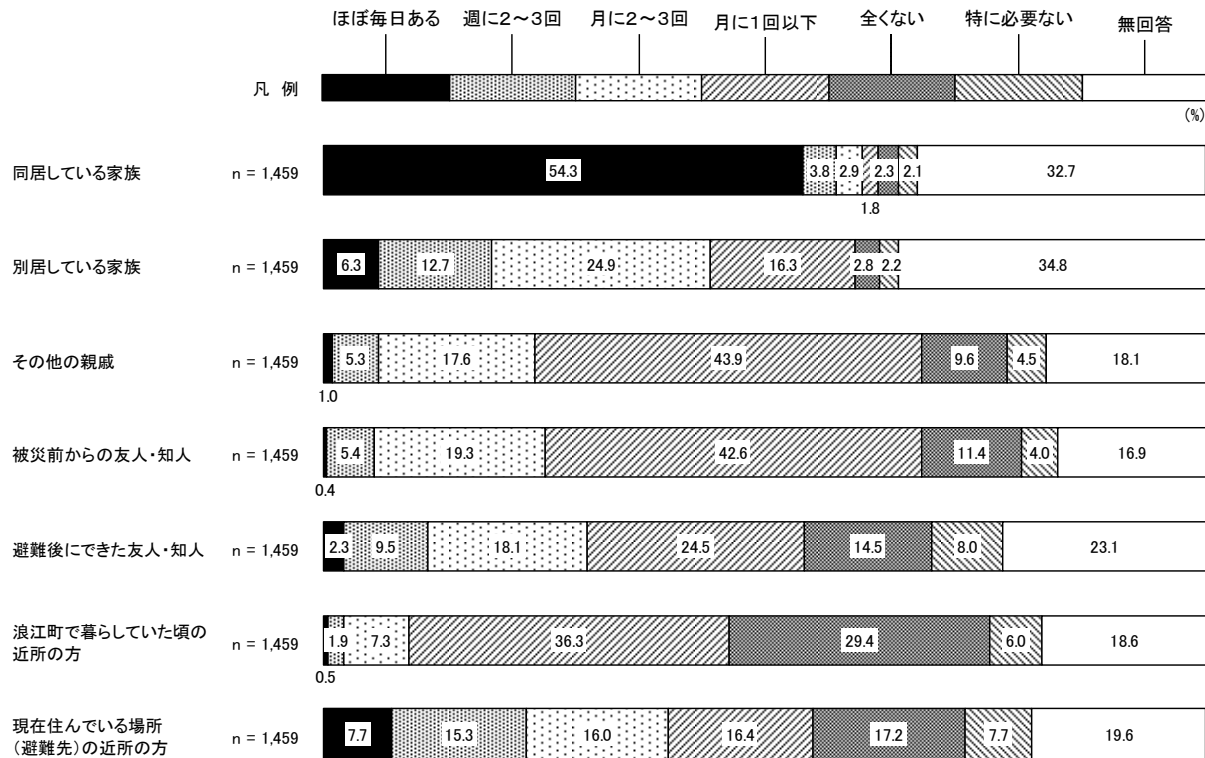 ほぼ毎日ある 週に2～3回 月に2～3回 月に1回以下 全くない 特に必要ない 無回答
凡 例
(%)
同居している家族 n = 1,459 54.3 3.8 2.9 2.3 2.1 32.7
1.8
別居している家族 n = 1,459 6.3 12.7 24.9 16.3 2.8 2.2 34.8
その他の親戚 n = 1,459 5.3 17.6 43.9 9.6 4.5 18.1
1.0
被災前からの友人・知人 n = 1,459 5.4 19.3 42.6 11.4 4.0 16.9
0.4
避難後にできた友人・知人 n = 1,459 2.3 9.5 18.1 24.5 14.5 8.0 23.1
浪江町で暮らしていた頃の
近所の方 n = 1,459 1.9 7.3 36.3 29.4 6.0 18.6
0.5
現在住んでいる場所
（避難先）の近所の方 n = 1,459 7.7 15.3 16.0 16.4 17.2 7.7 19.6